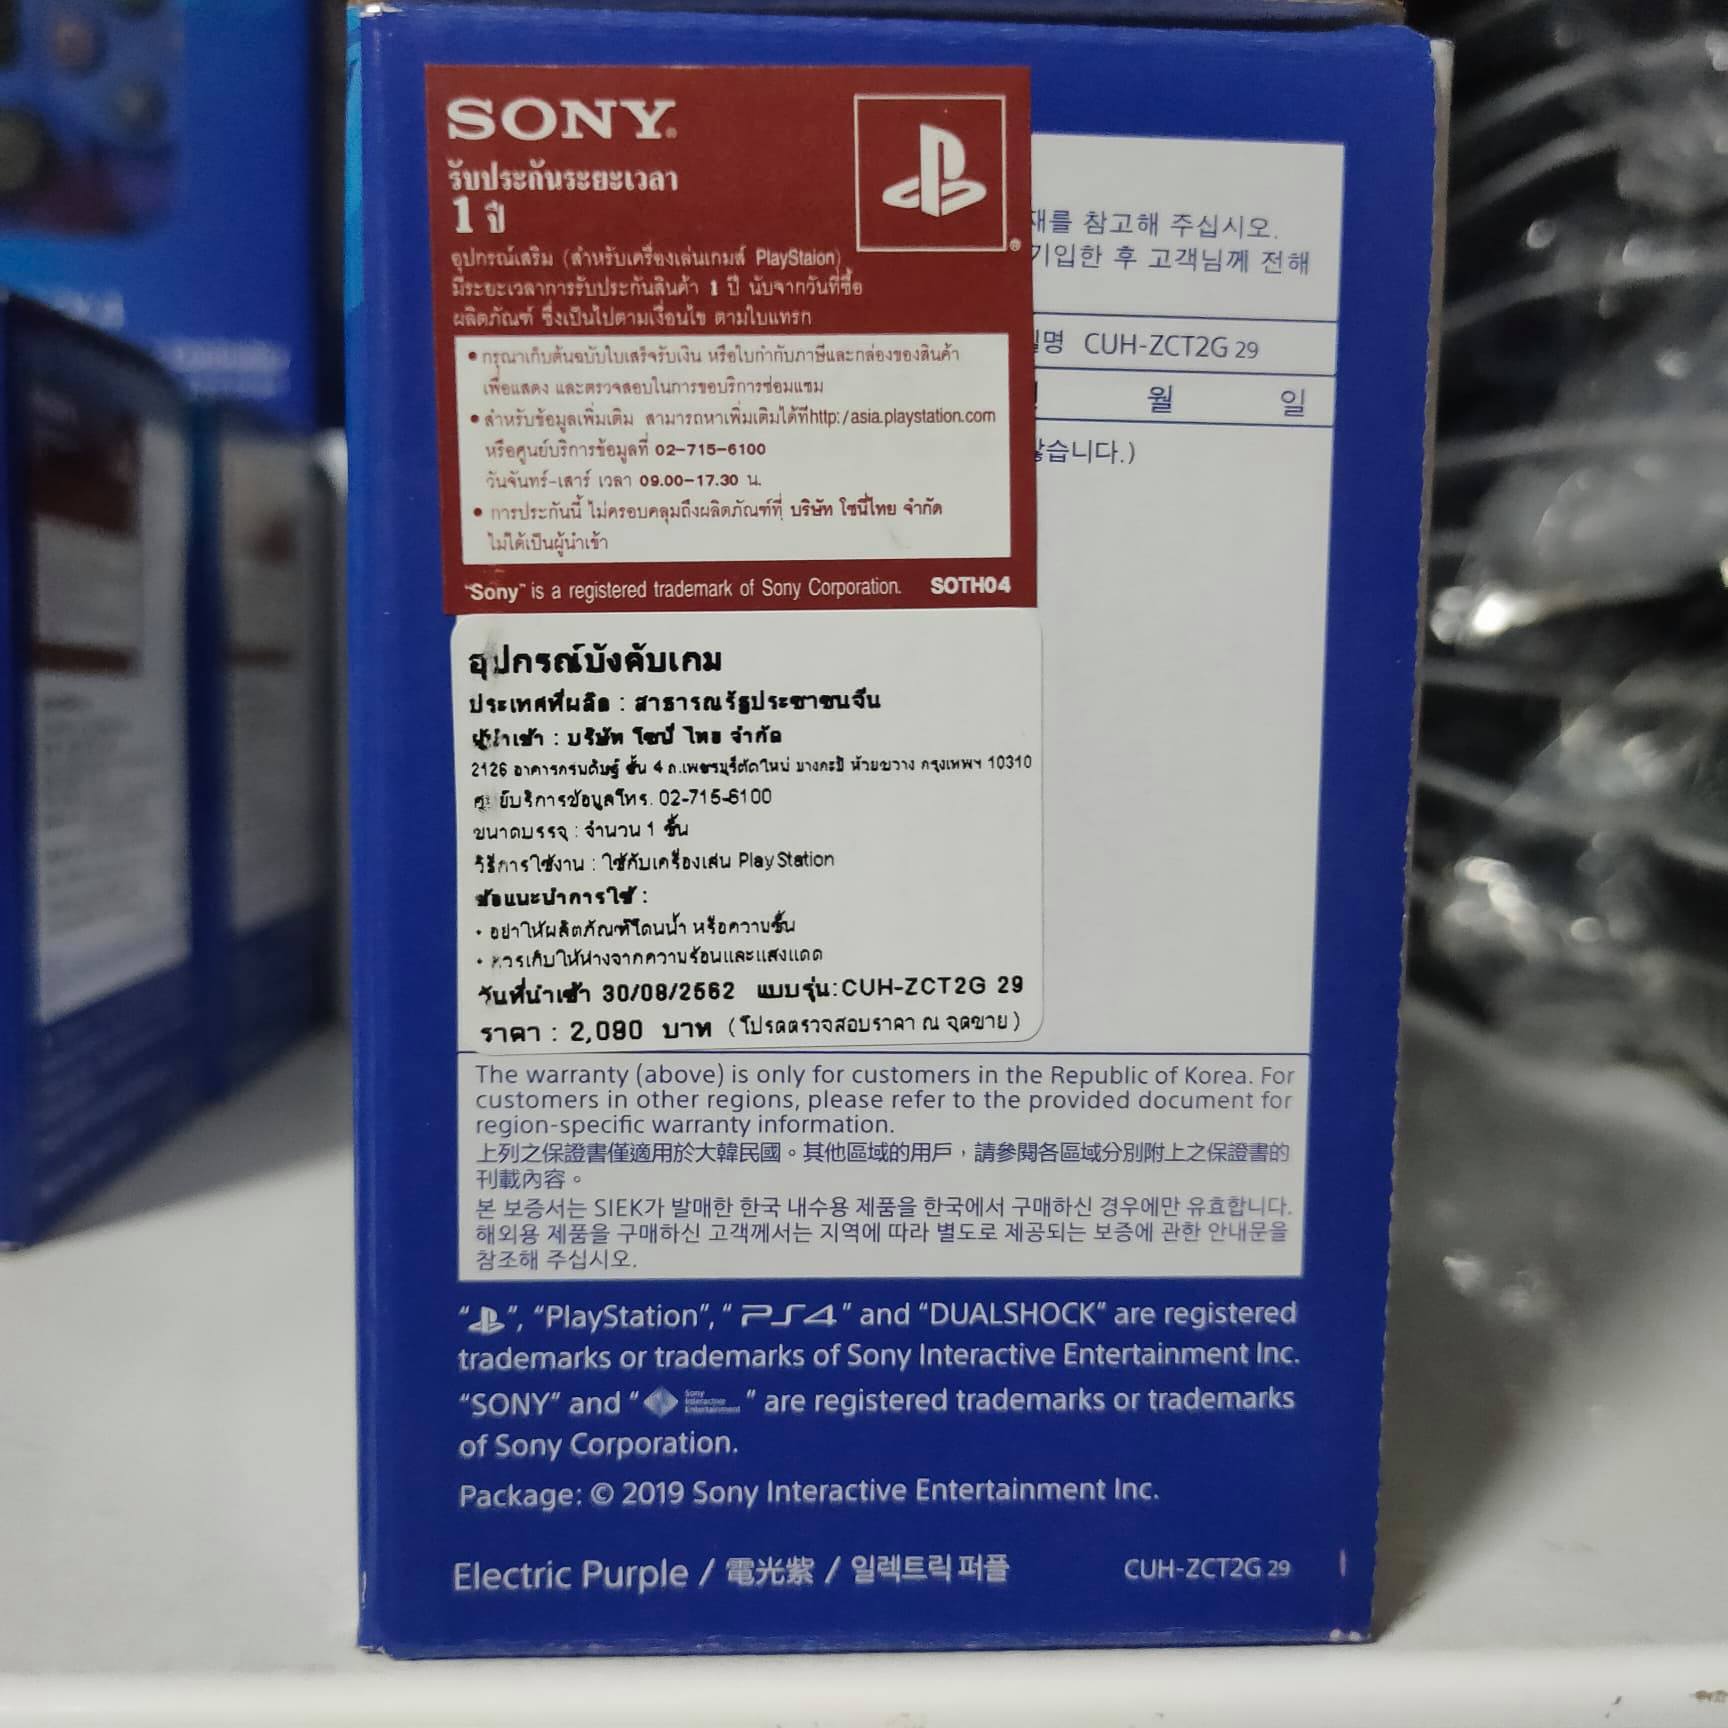 SONY
รับประกันระยะเวลา
1 ปี
อุปกรณ์เสริม (สำหรับเครื่องเล่นเกมส์ PlayStaion)
มีระยะเวลาการรับประกันสินค้า 1 ปี นับจากวันที่ซื้อ
ผลิตภัณฑ์ ซึ่งเป็นไปตามเงื่อนไข ตามใบแทรก
• กรุณาเก็บต้นฉบับใบเสร็จรับเงิน หรือใบกำกับภาษีและกล่องของสินค้า
เพื่อแสดง และตรวจสอบในการขอบริการซ่อมแซม
• สำหรับข้อมูลเพิ่มเติม สามารถหาเพิ่มเติมได้ที่http:/asia.playstation.com
หรือศูนย์บริการข้อมูลที่ 02-715-6100
วันจันทร์-เสาร์ เวลา 09.00-17.30 น.
• การประกันนี้ ไม่ครอบคลุมถึงผลิตภัณฑ์ที่ บริษัท โซนี่ไทย จำกัด
ไม่ได้เป็นผู้นำเข้า
"Sony" is a registered trademark of Sony Corporation. SOTH04
를 참고해 주십시오.
기입한 후 고객님께 전해
명 CUH-ZCT2G 29
월 일
습니다.)
อุปกรณ์บังคับเกม
ประเทศที่ผลิต : สาธารณรัฐประชาชนจีน
ผู้นำเข้า : บริษัท โซนี่ ไทย จำกัด
2126 อาคารกรมดิษฐ์ ชั้น 4 ถ.เพชรบุรีตัดใหม่ บางกะปิ ห้วยขวาง กรุงเทพฯ 10310
ศูนย์บริการข้อมูลโทร. 02-715-6100
ขนาดบรรจุ : จำนวน 1 ชิ้น
วิธีการใช้งาน : ใช้กับเครื่องเล่น PlayStation
ข้อแนะนำการใช้ :
• อย่าให้ผลิตภัณฑ์โดนน้ำ หรือความชื้น
• ควรเก็บให้ห่างจากความร้อนและแสงแดด
วันที่นำเข้า 30/08/2562 แบบรุ่น:CUH-ZCT2G 29
ราคา : 2,090 บาท (โปรดตรวจสอบราคา ณ จุดขาย)
The warranty (above) is only for customers in the Republic of Korea. For
customers in other regions, please refer to the provided document for
region-specific warranty information.
上列之保證書僅適用於大韓民國。其他區域的用戶，請參閱各區域分別附上之保證書的
刊載內容。
본 보증서는 SIEK가 발매한 한국 내수용 제품을 한국에서 구매하신 경우에만 유효합니다.
해외용 제품을 구매하신 고객께서는 지역에 따라 별도로 제공되는 보증에 관한 안내문을
참조해 주십시오.
" ", "PlayStation", "PS4" and "DUALSHOCK" are registered
trademarks or trademarks of Sony Interactive Entertainment Inc.
"SONY" and " Sony Interactive Entertainment " are registered trademarks or trademarks
of Sony Corporation.
Package: © 2019 Sony Interactive Entertainment Inc.
Electric Purple / 電光紫 / 일렉트릭 퍼플 CUH-ZCT2G 29